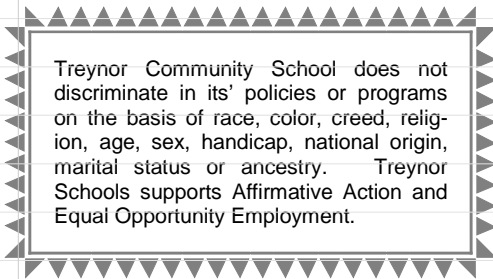 Treynor Community School does not
discriminate in its' policies or programs
on the basis of race, color, creed, relig-
ion, age, sex, handicap, national origin,
marital status or ancestry. Treynor
Schools supports Affirmative Action and
Equal Opportunity Employment.